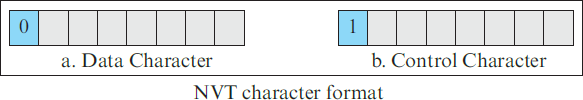 0 1
a. Data Character b. Control Character
NVT character format